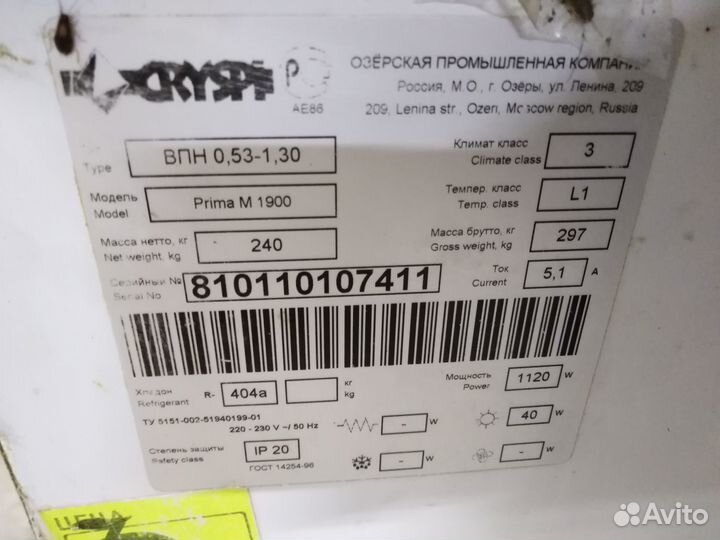 CRYSPI
АЕ86
ОЗЁРСКАЯ ПРОМЫШЛЕННАЯ КОМПАНИЯ
Россия, М.О., г. Озёры, ул. Ленина, 209
209, Lenina str., Ozeri, Moscow region, Russia
Type ВПН 0,53-1,30
Климат класс
Climate class 3
Модель
Model Prima M 1900
Темпер. класс
Temp. class L1
Масса нетто, кг
Net weight, kg 240
Масса брутто, кг
Gross weight, kg 297
Серийный №
Serial No. 810110107411
Ток
Current 5,1 A
Хладон
Refrigerant R- 404a кг
kg
Мощность
Power 1120 w
ТУ 5151-002-51940199-01
220 - 230 V ~/ 50 Hz
- w
40 w
Степень защиты
Safety class IP 20
ГОСТ 14254-96
- w
- w
ЦЕНА
Avito